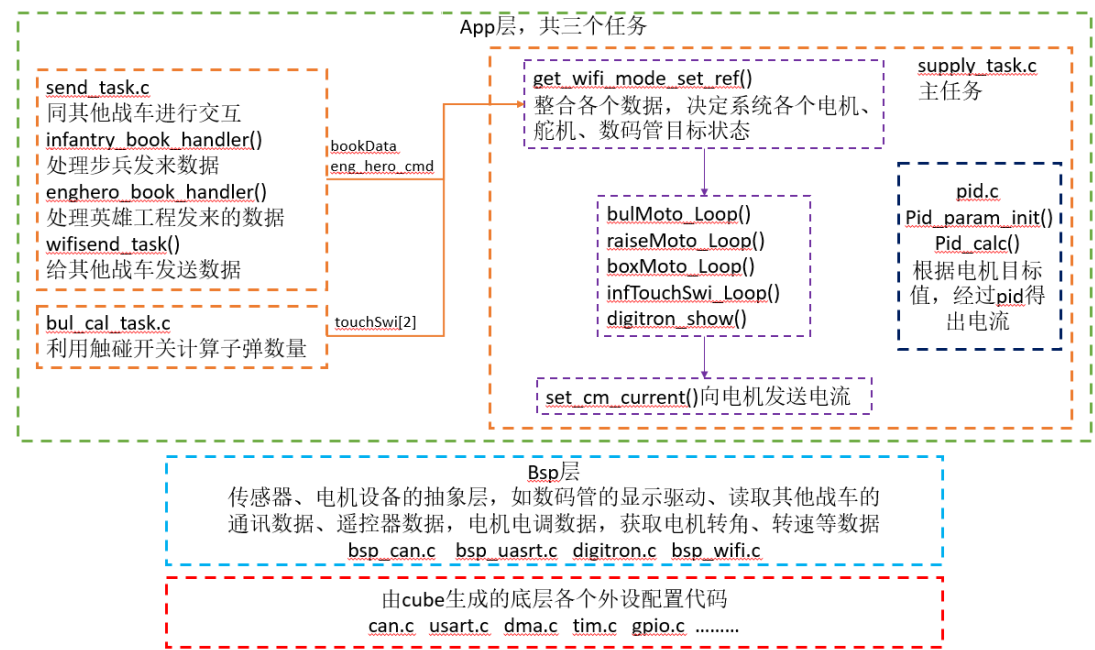 App层，共三个任务
send_task.c
同其他战车进行交互
infantry_book_handler()
处理步兵发来数据
enghero_book_handler()
处理英雄工程发来的数据
wifisend_task()
给其他战车发送数据
bul_cal_task.c
利用触碰开关计算子弹数量
bookData
eng_hero_cmd
touchSwi[2]
get_wifi_mode_set_ref()
整合各个数据，决定系统各个电机、
舵机、数码管目标状态
bulMoto_Loop()
raiseMoto_Loop()
boxMoto_Loop()
infTouchSwi_Loop()
digitron_show()
set_cm_current()向电机发送电流
supply_task.c
主任务
pid.c
Pid_param_init()
Pid_calc()
根据电机目标
值，经过pid得
出电流
Bsp层
传感器、电机设备的抽象层，如数码管的显示驱动、读取其他战车的
通讯数据、遥控器数据，电机电调数据，获取电机转角、转速等数据
bsp_can.c bsp_uasrt.c digitron.c bsp_wifi.c
由cube生成的底层各个外设配置代码
can.c usart.c dma.c tim.c gpio.c ………